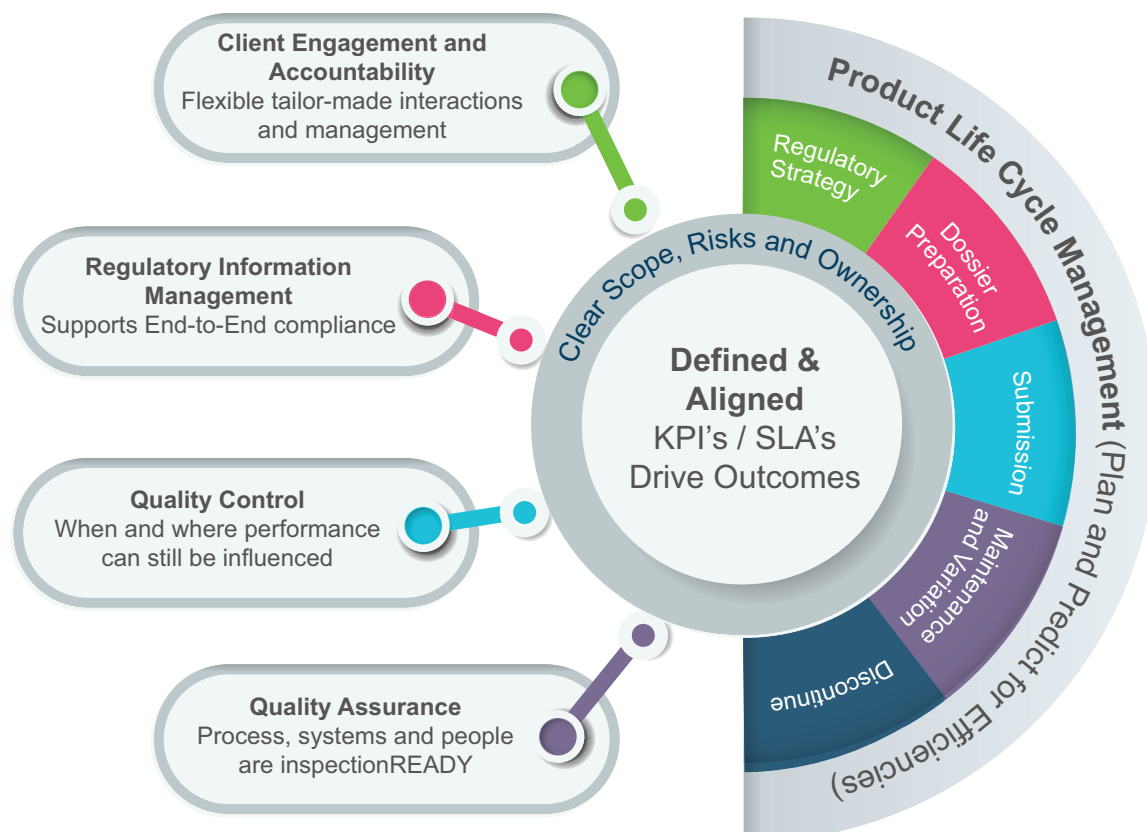 Client Engagement and
Accountability
Flexible tailor-made interactions
and management
Regulatory Information
Management
Supports End-to-End compliance
Quality Control
When and where performance
can still be influenced
Quality Assurance
Process, systems and people
are inspectionREADY
Clear Scope, Risks and Ownership
Defined &
Aligned
KPI's / SLA's
Drive Outcomes
Regulatory
Strategy
Dossier
Preparation
Submission
Maintenance
and Variation
Discontinue
Product Life Cycle Management (Plan and Predict for Efficiencies)